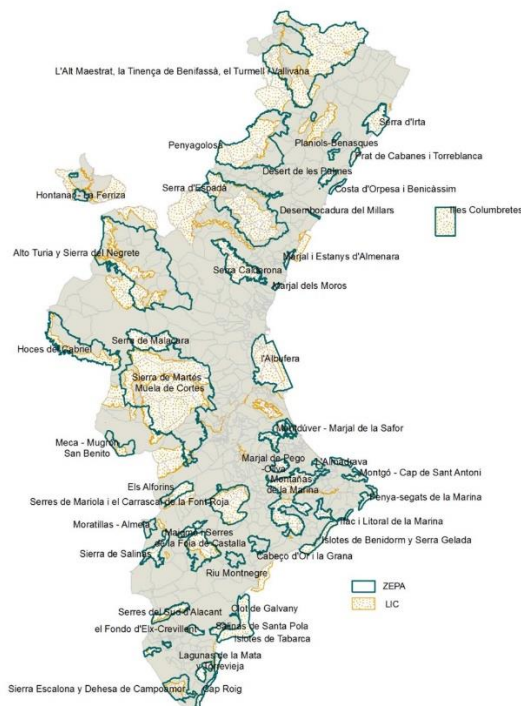 L'Alt Maestrat, la Tinença de Benifassà, el Turmell i Vallivana
Serra d'Irta
Planiols-Benasques
Penyagolosa
Prat de Cabanes i Torreblanca
Desert de les Palmes
Serra d'Espadà
Costa d'Orpesa i Benicàssim
Hontanar - La Ferriza
Desembocadura del Millars
Illes Columbretes
Alto Turia y Sierra del Negrete
Marjal i Estanys d'Almenara
Serra Calderona
Marjal dels Moros
Serra de Malacara
Hoces del Cabriel
l'Albufera
Sierra de Martés -
Muela de Cortes
Montdúver - Marjal de la Safor
Meca - Mugrón
San Benito
Marjal de Pego
-Oliva
l'Almadrava
Montgó - Cap de Sant Antoni
Montañas
de la Marina
Els Alforins
Penya-segats de la Marina
Serres de Mariola i el Carrascal de la Font Roja
Ifac i Litoral de la Marina
Moratillas - Almela
Maigmó i Serres
de la Foia de Castalla
Islotes de Benidorm y Serra Gelada
Sierra de Salinas
Cabeço d'Or i la Grana
Riu Montnegre
ZEPA
LIC
Serres del Sud d'Alacant
Clot de Galvany
el Fondo d'Elx-Crevillent
Salinas de Santa Pola
Islotes de Tabarca
Lagunas de la Mata
y Torrevieja
Sierra Escalona y Dehesa de Campoamor
Cap Roig